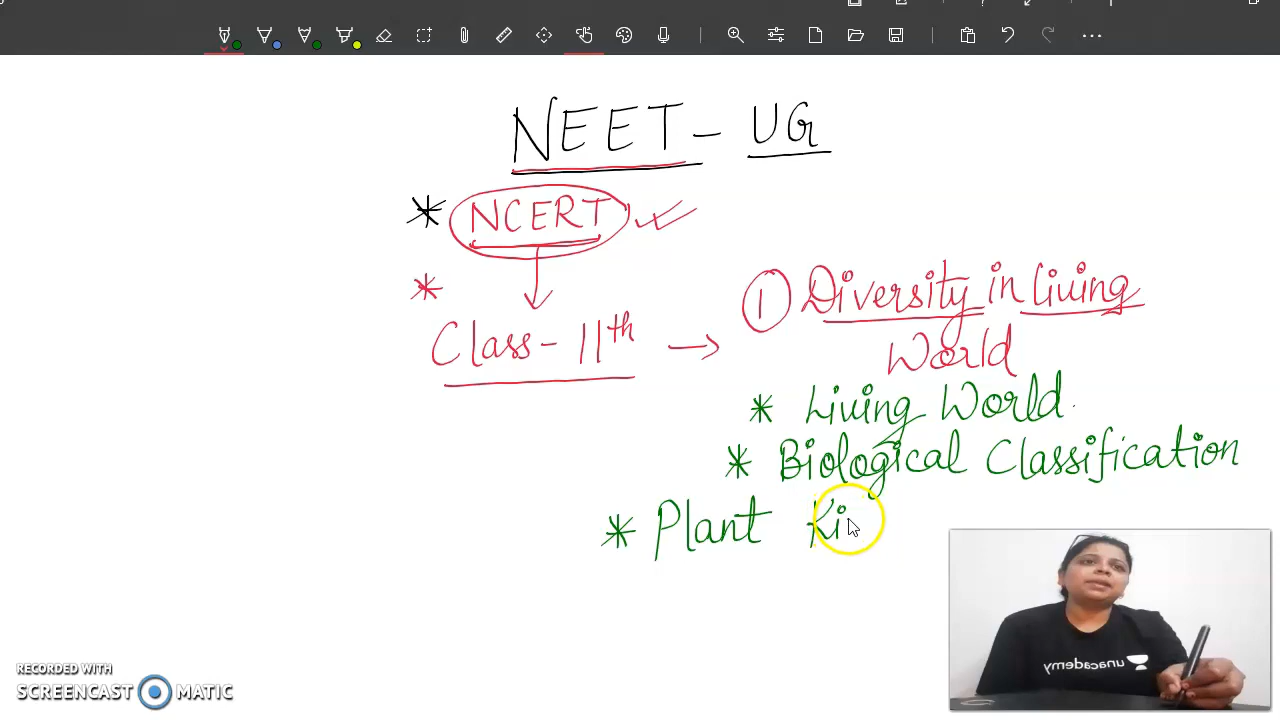 NEET - UG
* NCERT
*
Class - 11th → ① Diversity in living
World
* Living World
* Biological Classification
* Plant Ki
unacademy
RECORDED WITH
SCREENCAST MATIC